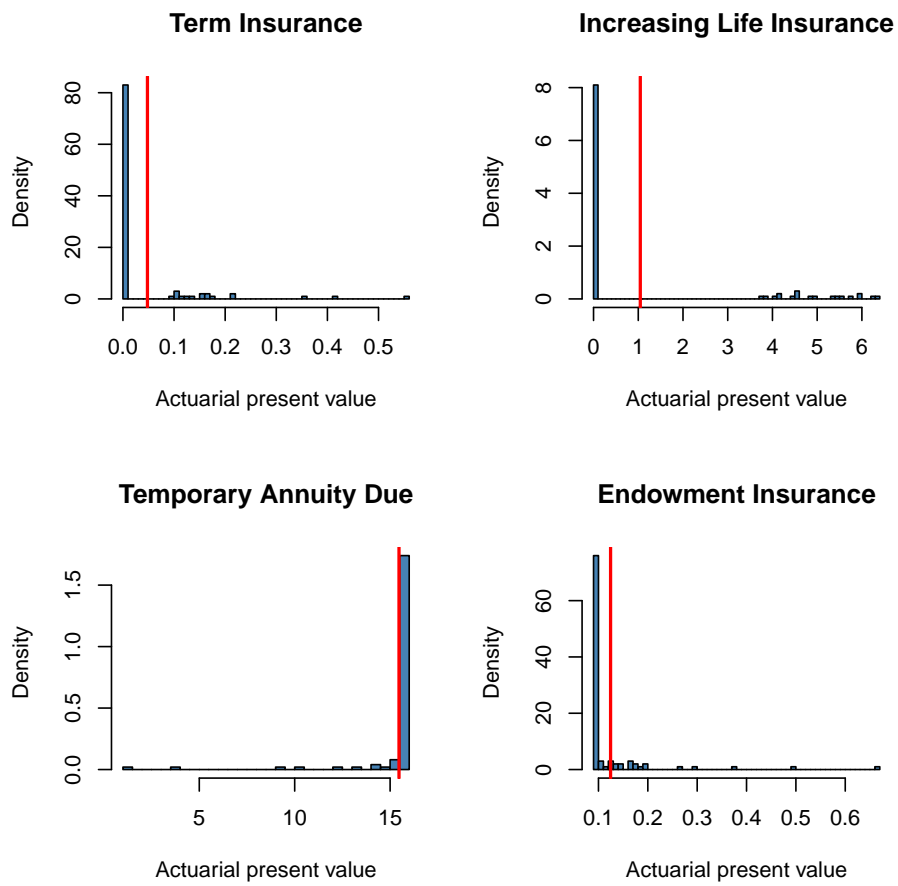 Term Insurance
Density
0 20 40 60 80
0.0 0.1 0.2 0.3 0.4 0.5
Actuarial present value
Increasing Life Insurance
Density
0 2 4 6 8
0 1 2 3 4 5 6
Actuarial present value
Temporary Annuity Due
Density
0.0 0.5 1.0 1.5
5 10 15
Actuarial present value
Endowment Insurance
Density
0 20 40 60
0.1 0.2 0.3 0.4 0.5 0.6
Actuarial present value